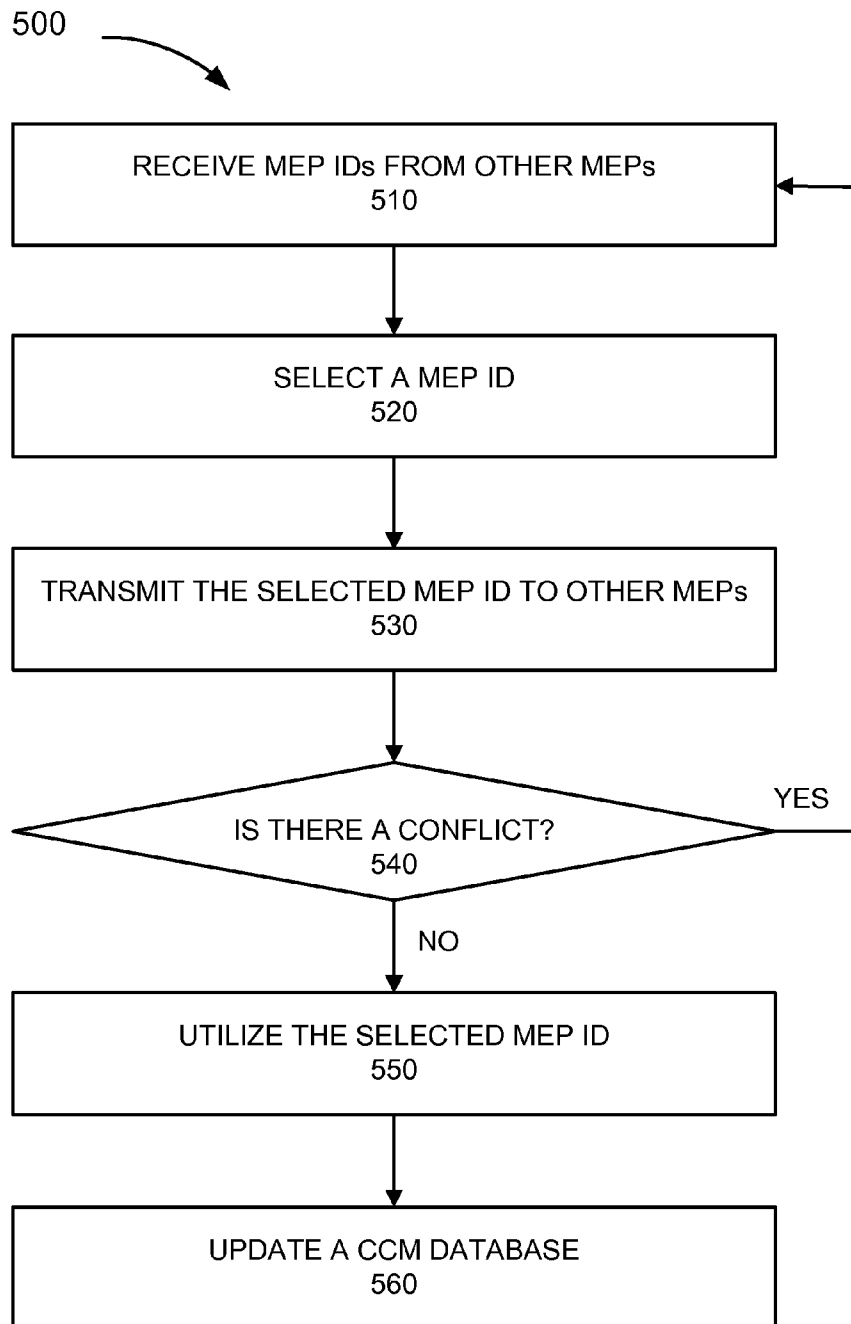 500
RECEIVE MEP IDs FROM OTHER MEPs
510
SELECT A MEP ID
520
TRANSMIT THE SELECTED MEP ID TO OTHER MEPs
530
IS THERE A CONFLICT?
540
YES
NO
UTILIZE THE SELECTED MEP ID
550
UPDATE A CCM DATABASE
560